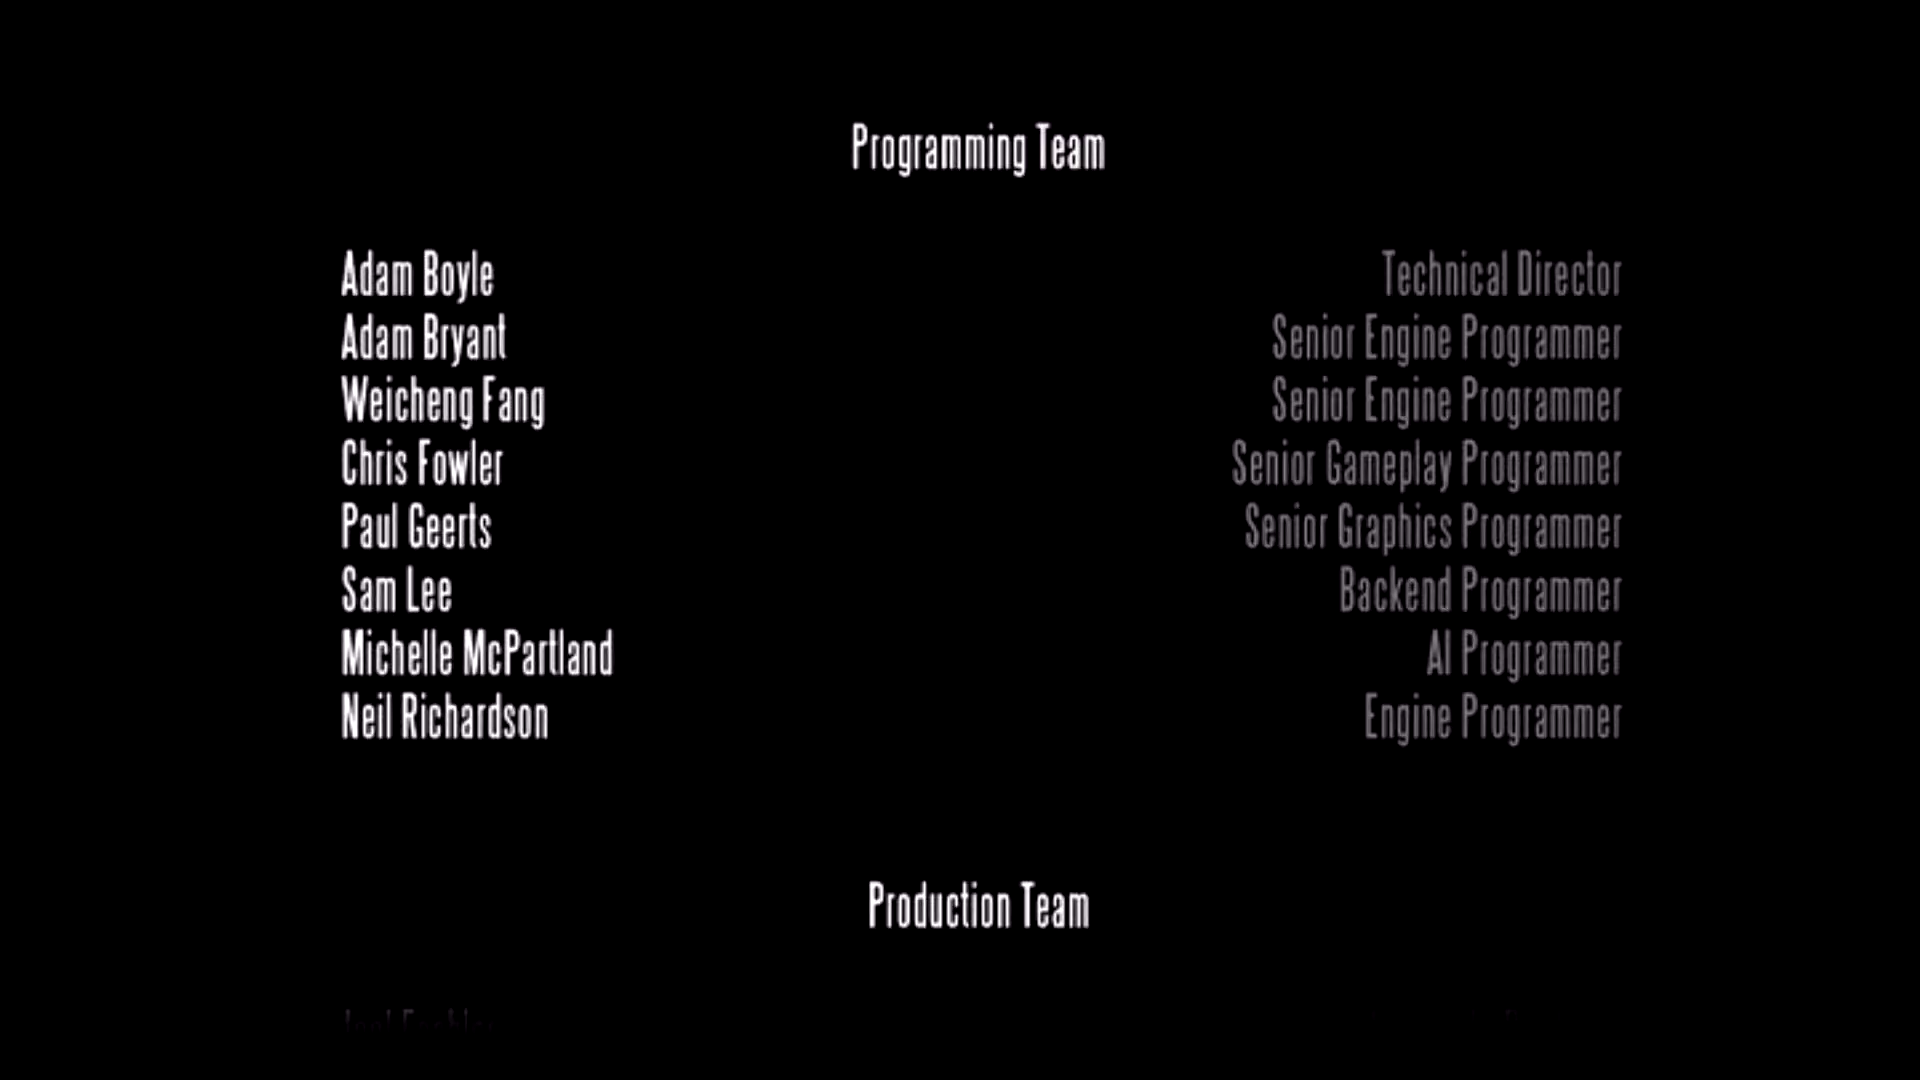 Programming Team
Adam Boyle Technical Director
Adam Bryant Senior Engine Programmer
Weicheng Fang Senior Engine Programmer
Chris Fowler Senior Gameplay Programmer
Paul Geerts Senior Graphics Programmer
Sam Lee Backend Programmer
Michelle McPartland AI Programmer
Neil Richardson Engine Programmer
Production Team